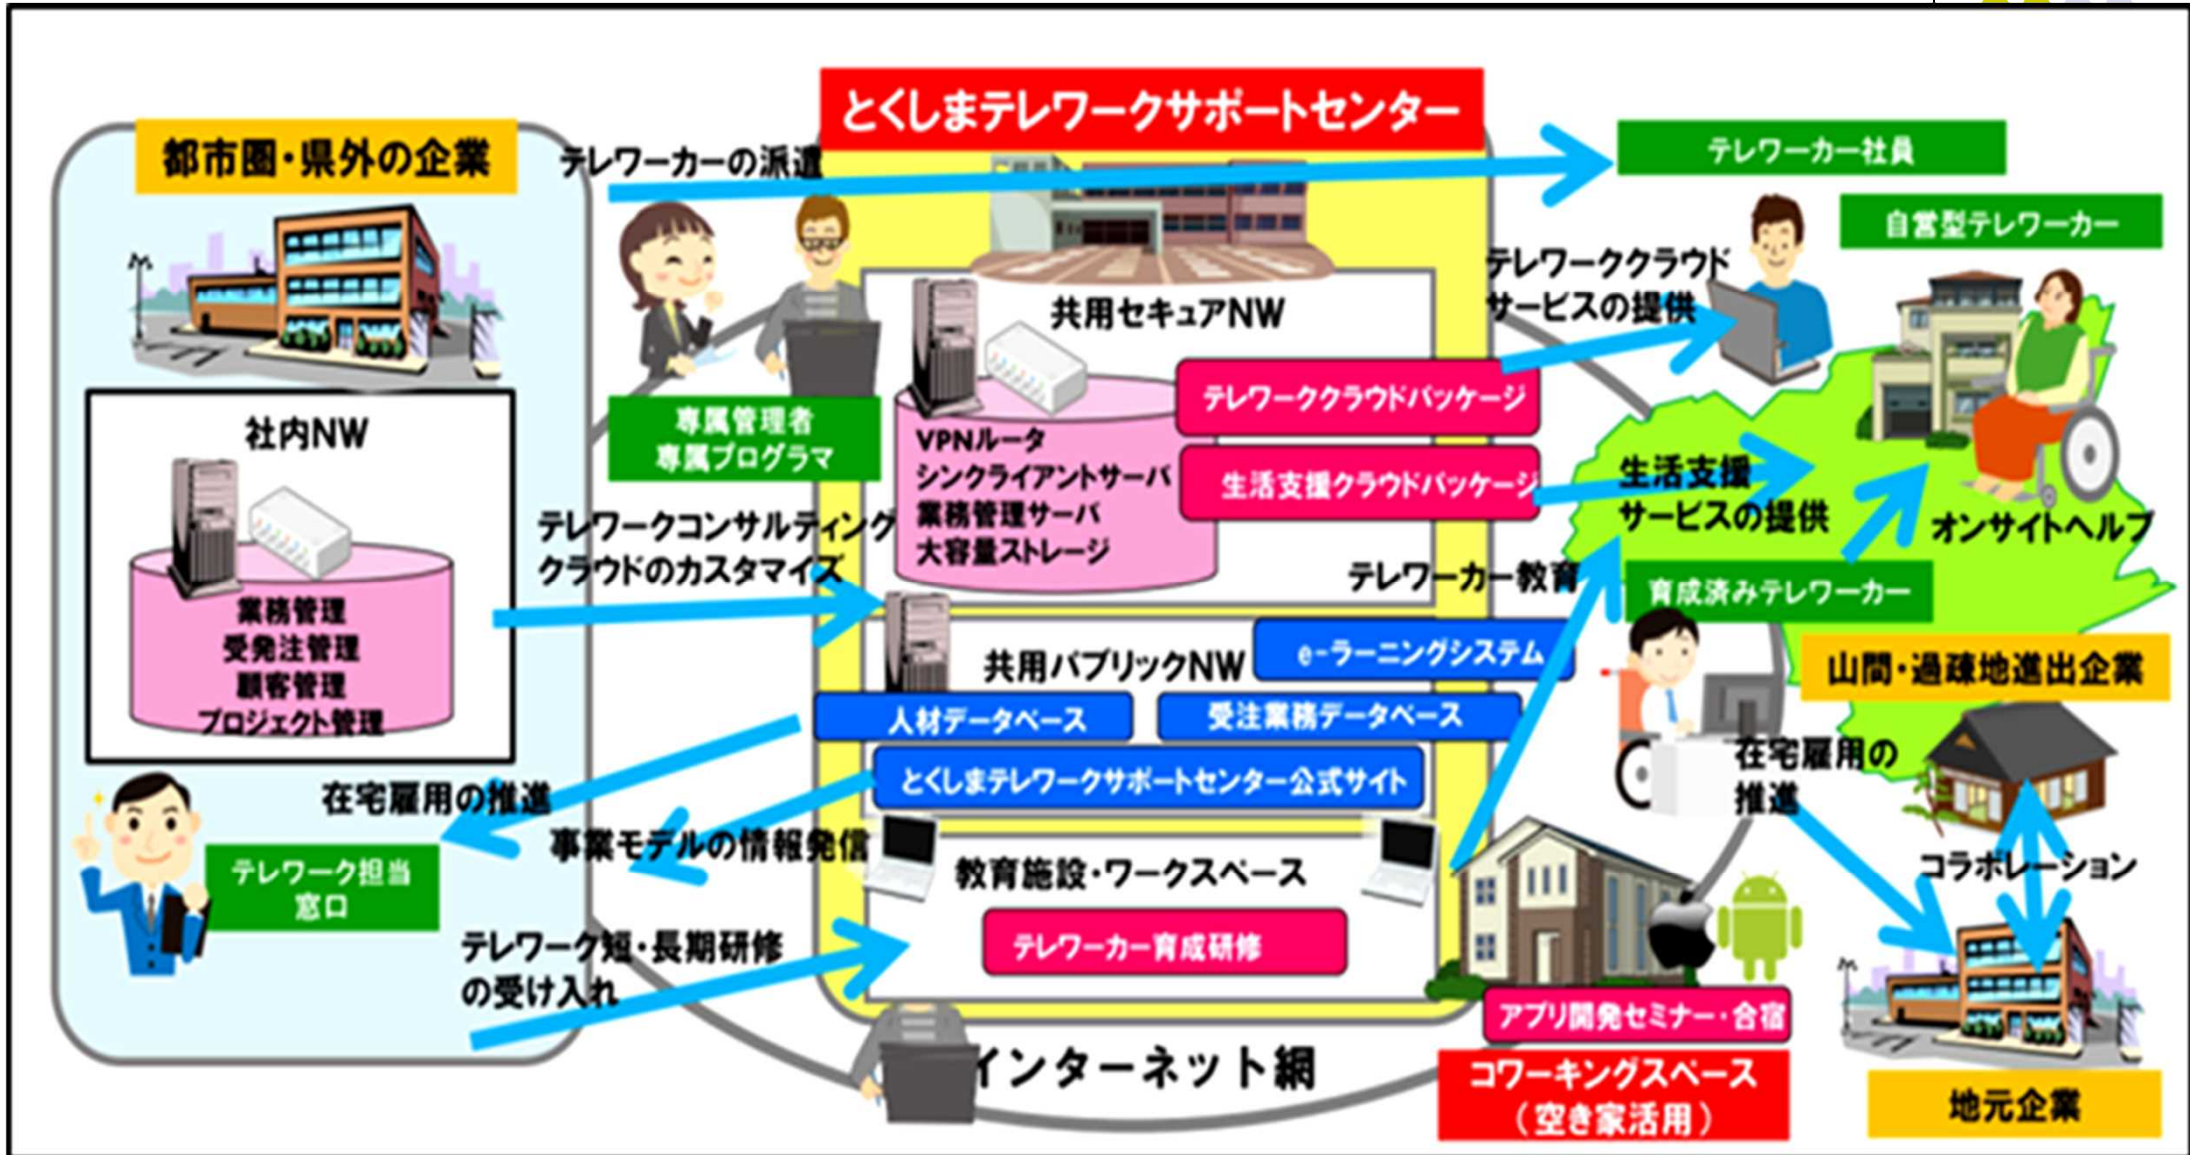 とくしまテレワークサポートセンター
都市圏・県外の企業
テレワーカーの派遣
テレワーカー社員
自営型テレワーカー
テレワーククラウド
サービスの提供
共用セキュアNW
社内NW
専属管理者
専属プログラマ
テレワーククラウドパッケージ
VPNルータ
シンクライアントサーバ
業務管理サーバ
大容量ストレージ
生活支援クラウドパッケージ
生活支援
サービスの提供
オンサイトヘルプ
テレワークコンサルティング
クラウドのカスタマイズ
テレワーカー教育
育成済みテレワーカー
業務管理
受発注管理
顧客管理
プロジェクト管理
共用パブリックNW
e-ラーニングシステム
山間・過疎地進出企業
人材データベース
受注業務データベース
とくしまテレワークサポートセンター公式サイト
在宅雇用の推進
在宅雇用の
推進
事業モデルの情報発信
テレワーク担当
窓口
教育施設・ワークスペース
コラボレーション
テレワーカー育成研修
テレワーク短・長期研修
の受け入れ
アプリ開発セミナー・合宿
インターネット網
コワーキングスペース
（空き家活用）
地元企業